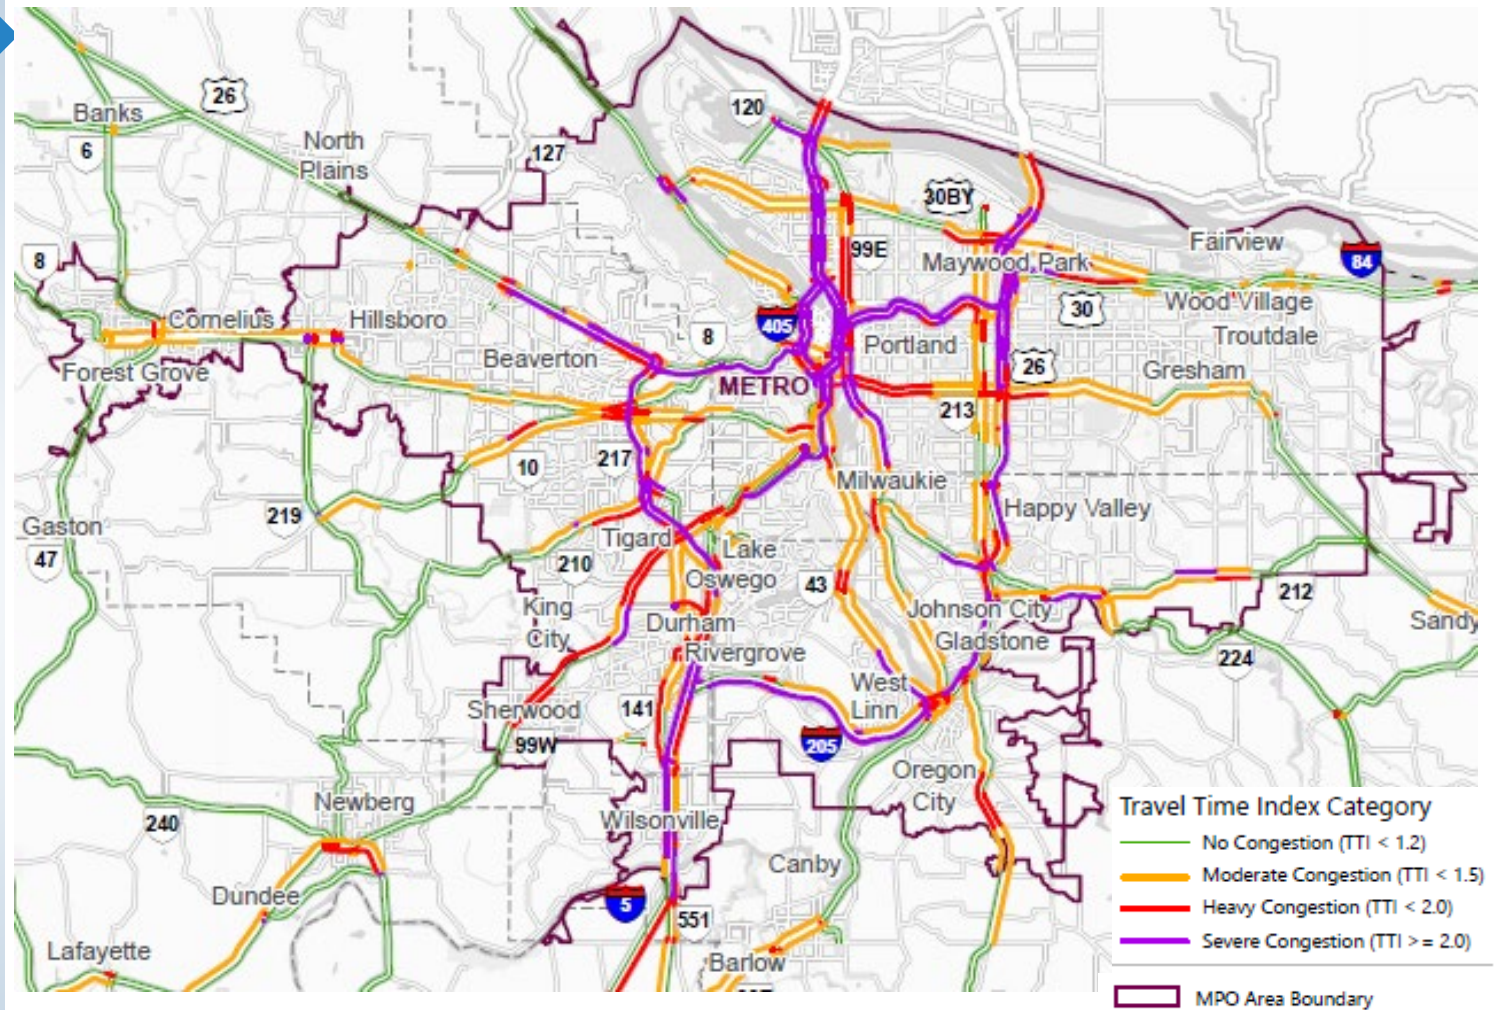 26
120
Banks
North
Plains
6
127
30BY
8
99E
Fairview
Maywood Park
84
30
Wood Village
Cornelius
Hillsboro
405
8
Troutdale
Portland
Beaverton
26
Forest Grove
METRO
Gresham
213
10
217
Milwaukie
Gaston
219
Happy Valley
Tigard
Lake
Oswego
47
210
43
212
King
City
Johnson City
Sandy
Durham
Gladstone
Rivergrove
224
West
Linn
Sherwood
141
99W
205
Oregon
City
Newberg
240
Wilsonville
Canby
Dundee
5
551
Lafayette
Barlow
Travel Time Index Category
No Congestion (TTI < 1.2)
Moderate Congestion (TTI < 1.5)
Heavy Congestion (TTI < 2.0)
Severe Congestion (TTI >= 2.0)
MPO Area Boundary